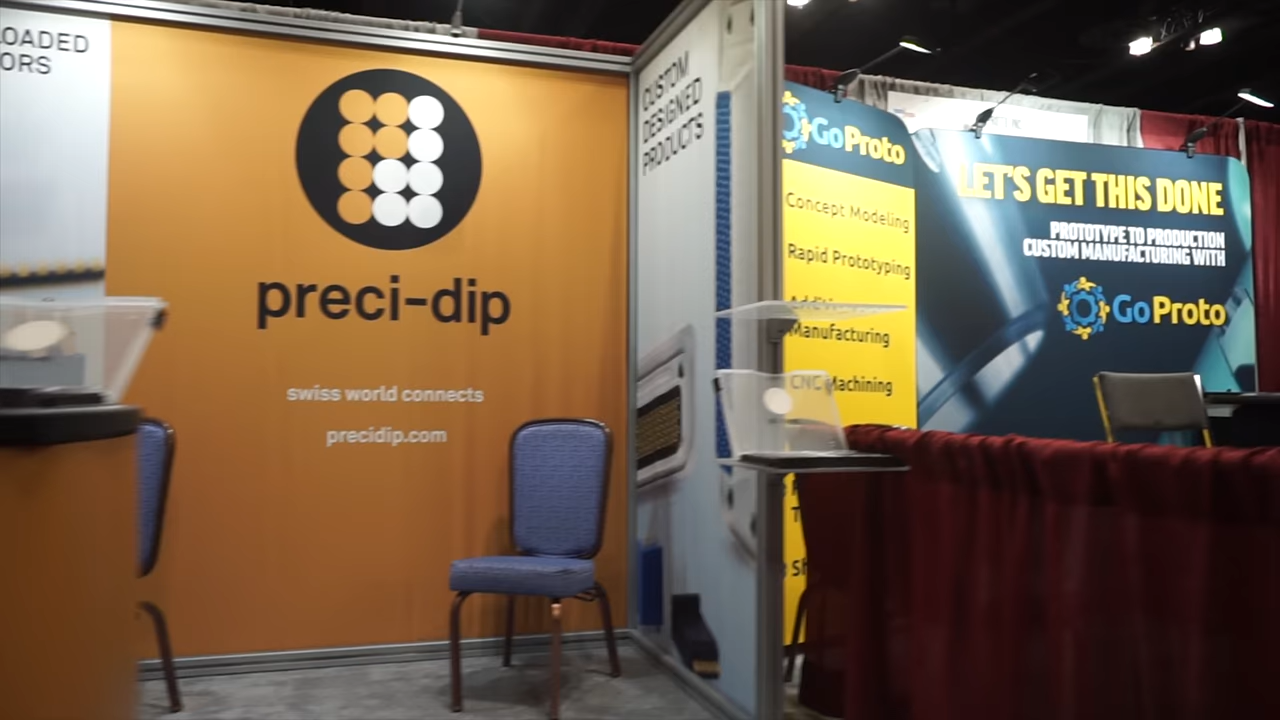 LOADED
ORS
preci-dip
swiss world connects
precidip.com
CUSTOM
DESIGNED
PRODUCTS
GoProto
Concept Modeling
Rapid Prototyping
Manufacturing
CNC Machining
LET'S GET THIS DONE
PROTOTYPE TO PRODUCTION
CUSTOM MANUFACTURING WITH
GoProto